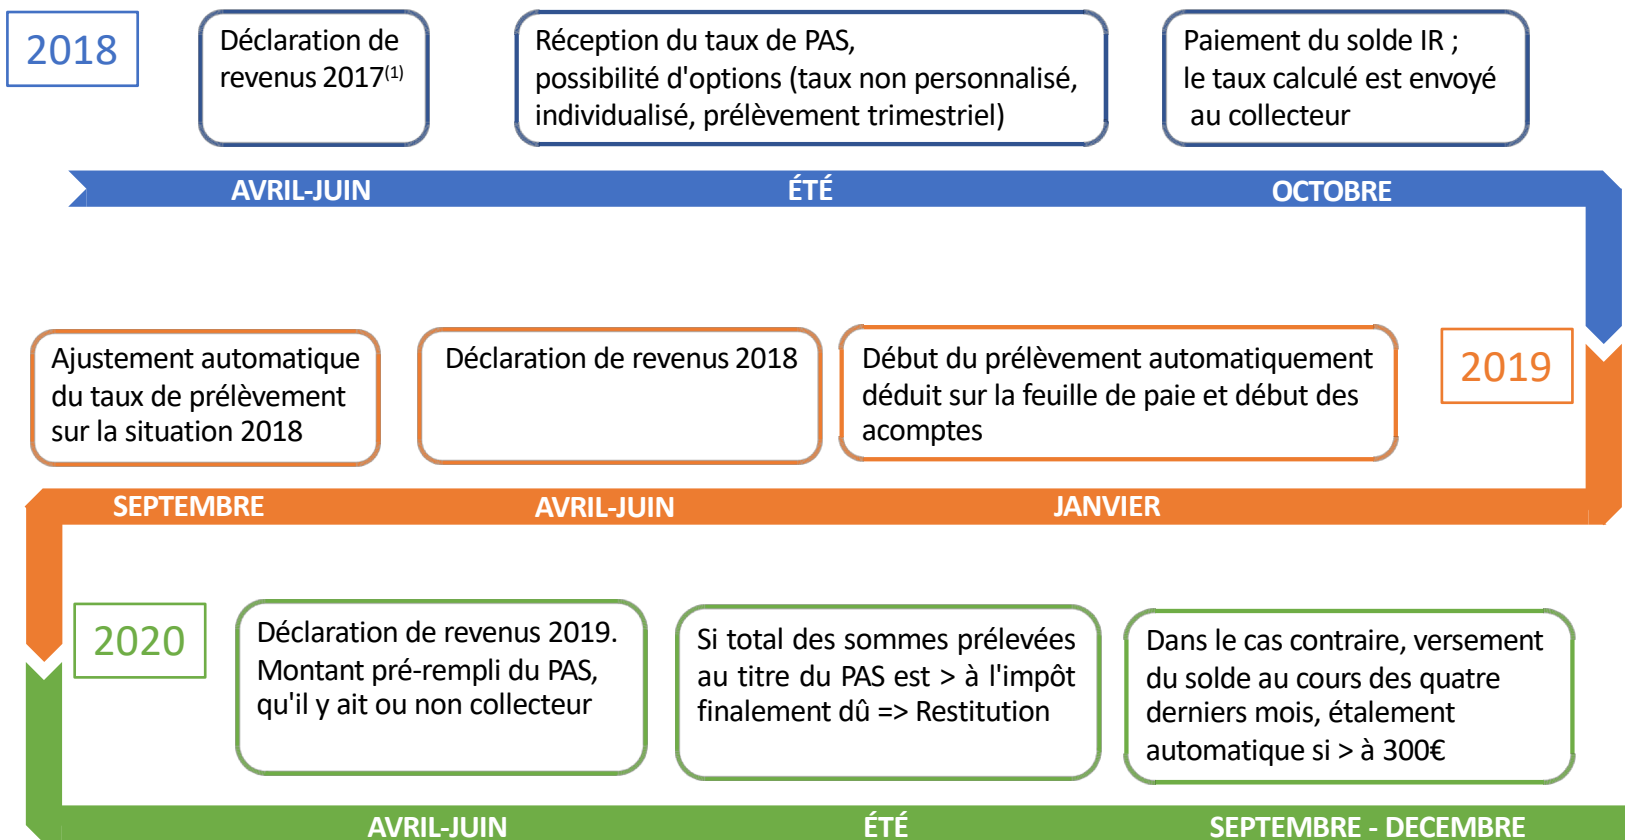 2018
Déclaration de
revenus 2017(1)
Réception du taux de PAS,
possibilité d'options (taux non personnalisé,
individualisé, prélèvement trimestriel)
Paiement du solde IR ;
le taux calculé est envoyé
au collecteur
AVRIL-JUIN
ÉTÉ
OCTOBRE
Ajustement automatique
du taux de prélèvement
sur la situation 2018
Déclaration de revenus 2018
Début du prélèvement automatiquement
déduit sur la feuille de paie et début des
acomptes
2019
SEPTEMBRE
AVRIL-JUIN
JANVIER
2020
Déclaration de revenus 2019.
Montant pré-rempli du PAS,
qu'il y ait ou non collecteur
Si total des sommes prélevées
au titre du PAS est > à l'impôt
finalement dû => Restitution
Dans le cas contraire, versement
du solde au cours des quatre
derniers mois, étalement
automatique si > à 300€
AVRIL-JUIN
ÉTÉ
SEPTEMBRE - DECEMBRE